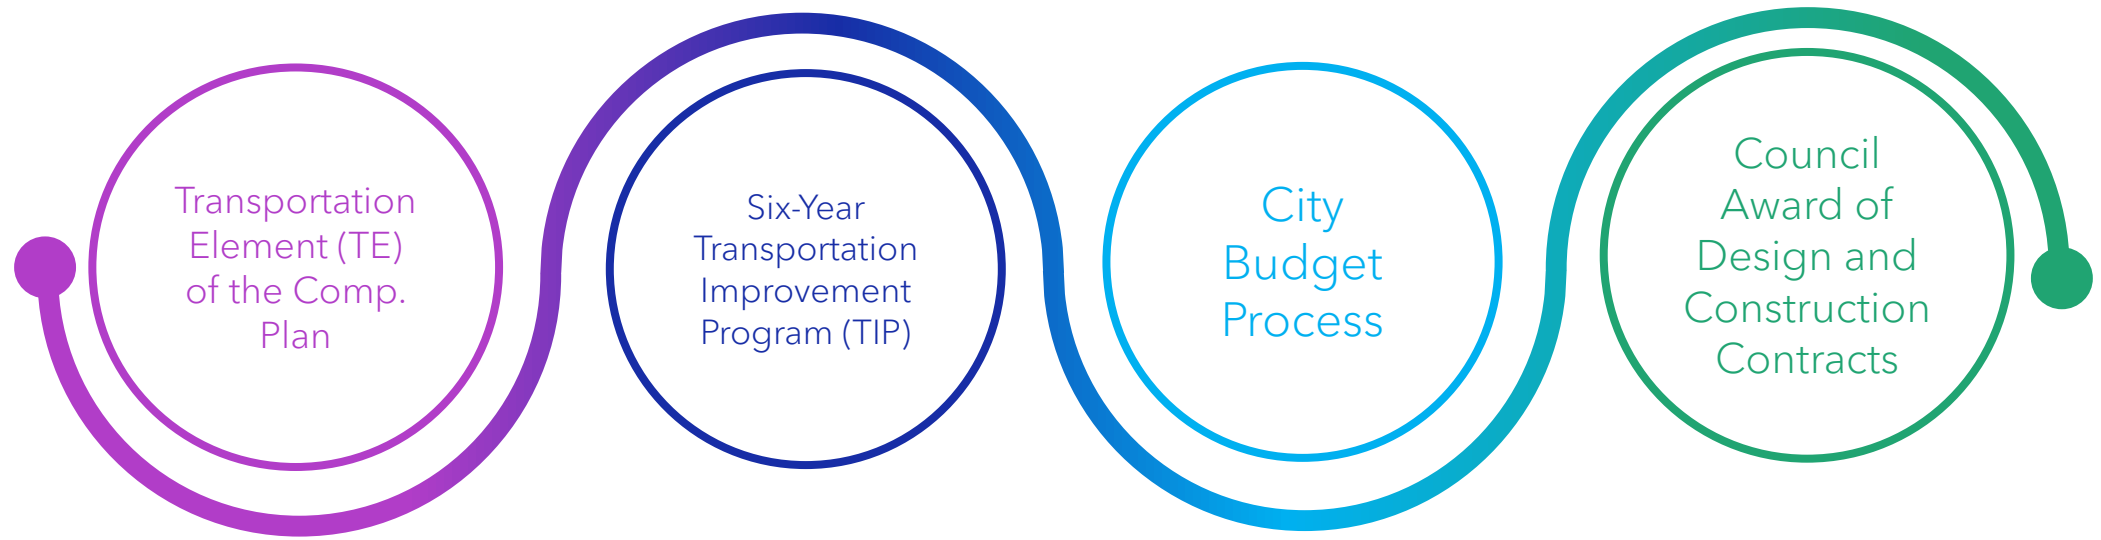 Transportation
Element (TE)
of the Comp.
Plan
Six-Year
Transportation
Improvement
Program (TIP)
City
Budget
Process
Council
Award of
Design and
Construction
Contracts